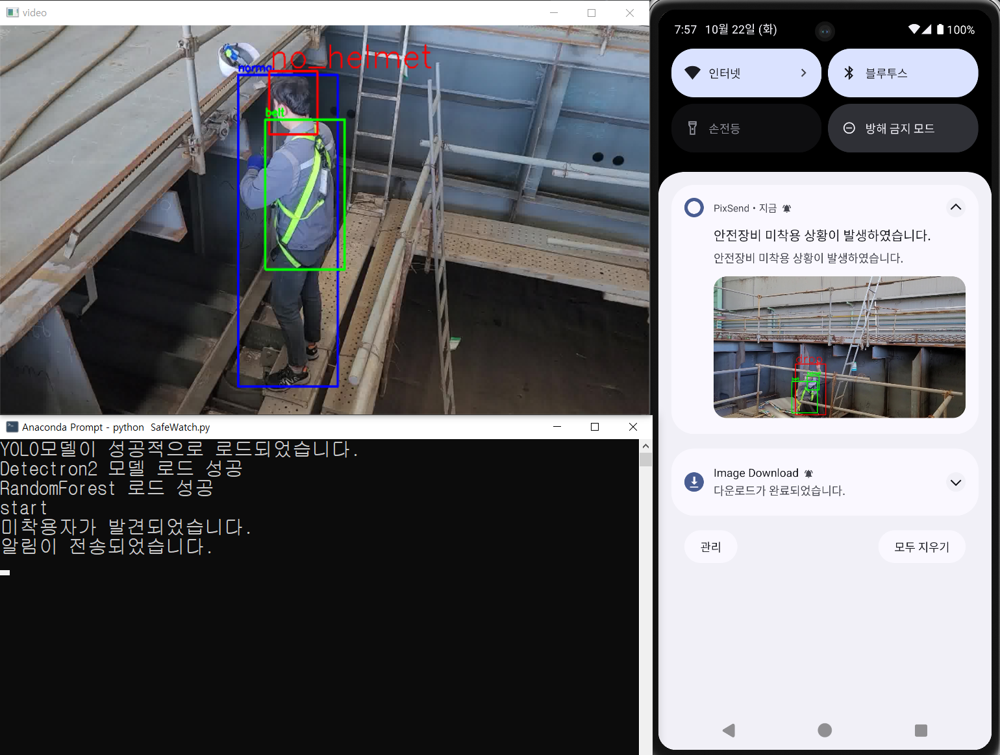 video
no_helmet
norma
belt
Anaconda Prompt - python  SafeWatch.py
YOLO모델이 성공적으로 로드되었습니다.
Detectron2 모델 로드 성공
RandomForest 로드 성공
start
미착용자가 발견되었습니다.
알림이 전송되었습니다.
7:57 10월 22일 (화)
100%
인터넷
블루투스
손전등
방해 금지 모드
PixSend • 지금
안전장비 미착용 상황이 발생하였습니다.
안전장비 미착용 상황이 발생하였습니다.
drop
belt
Image Download
다운로드가 완료되었습니다.
관리
모두 지우기